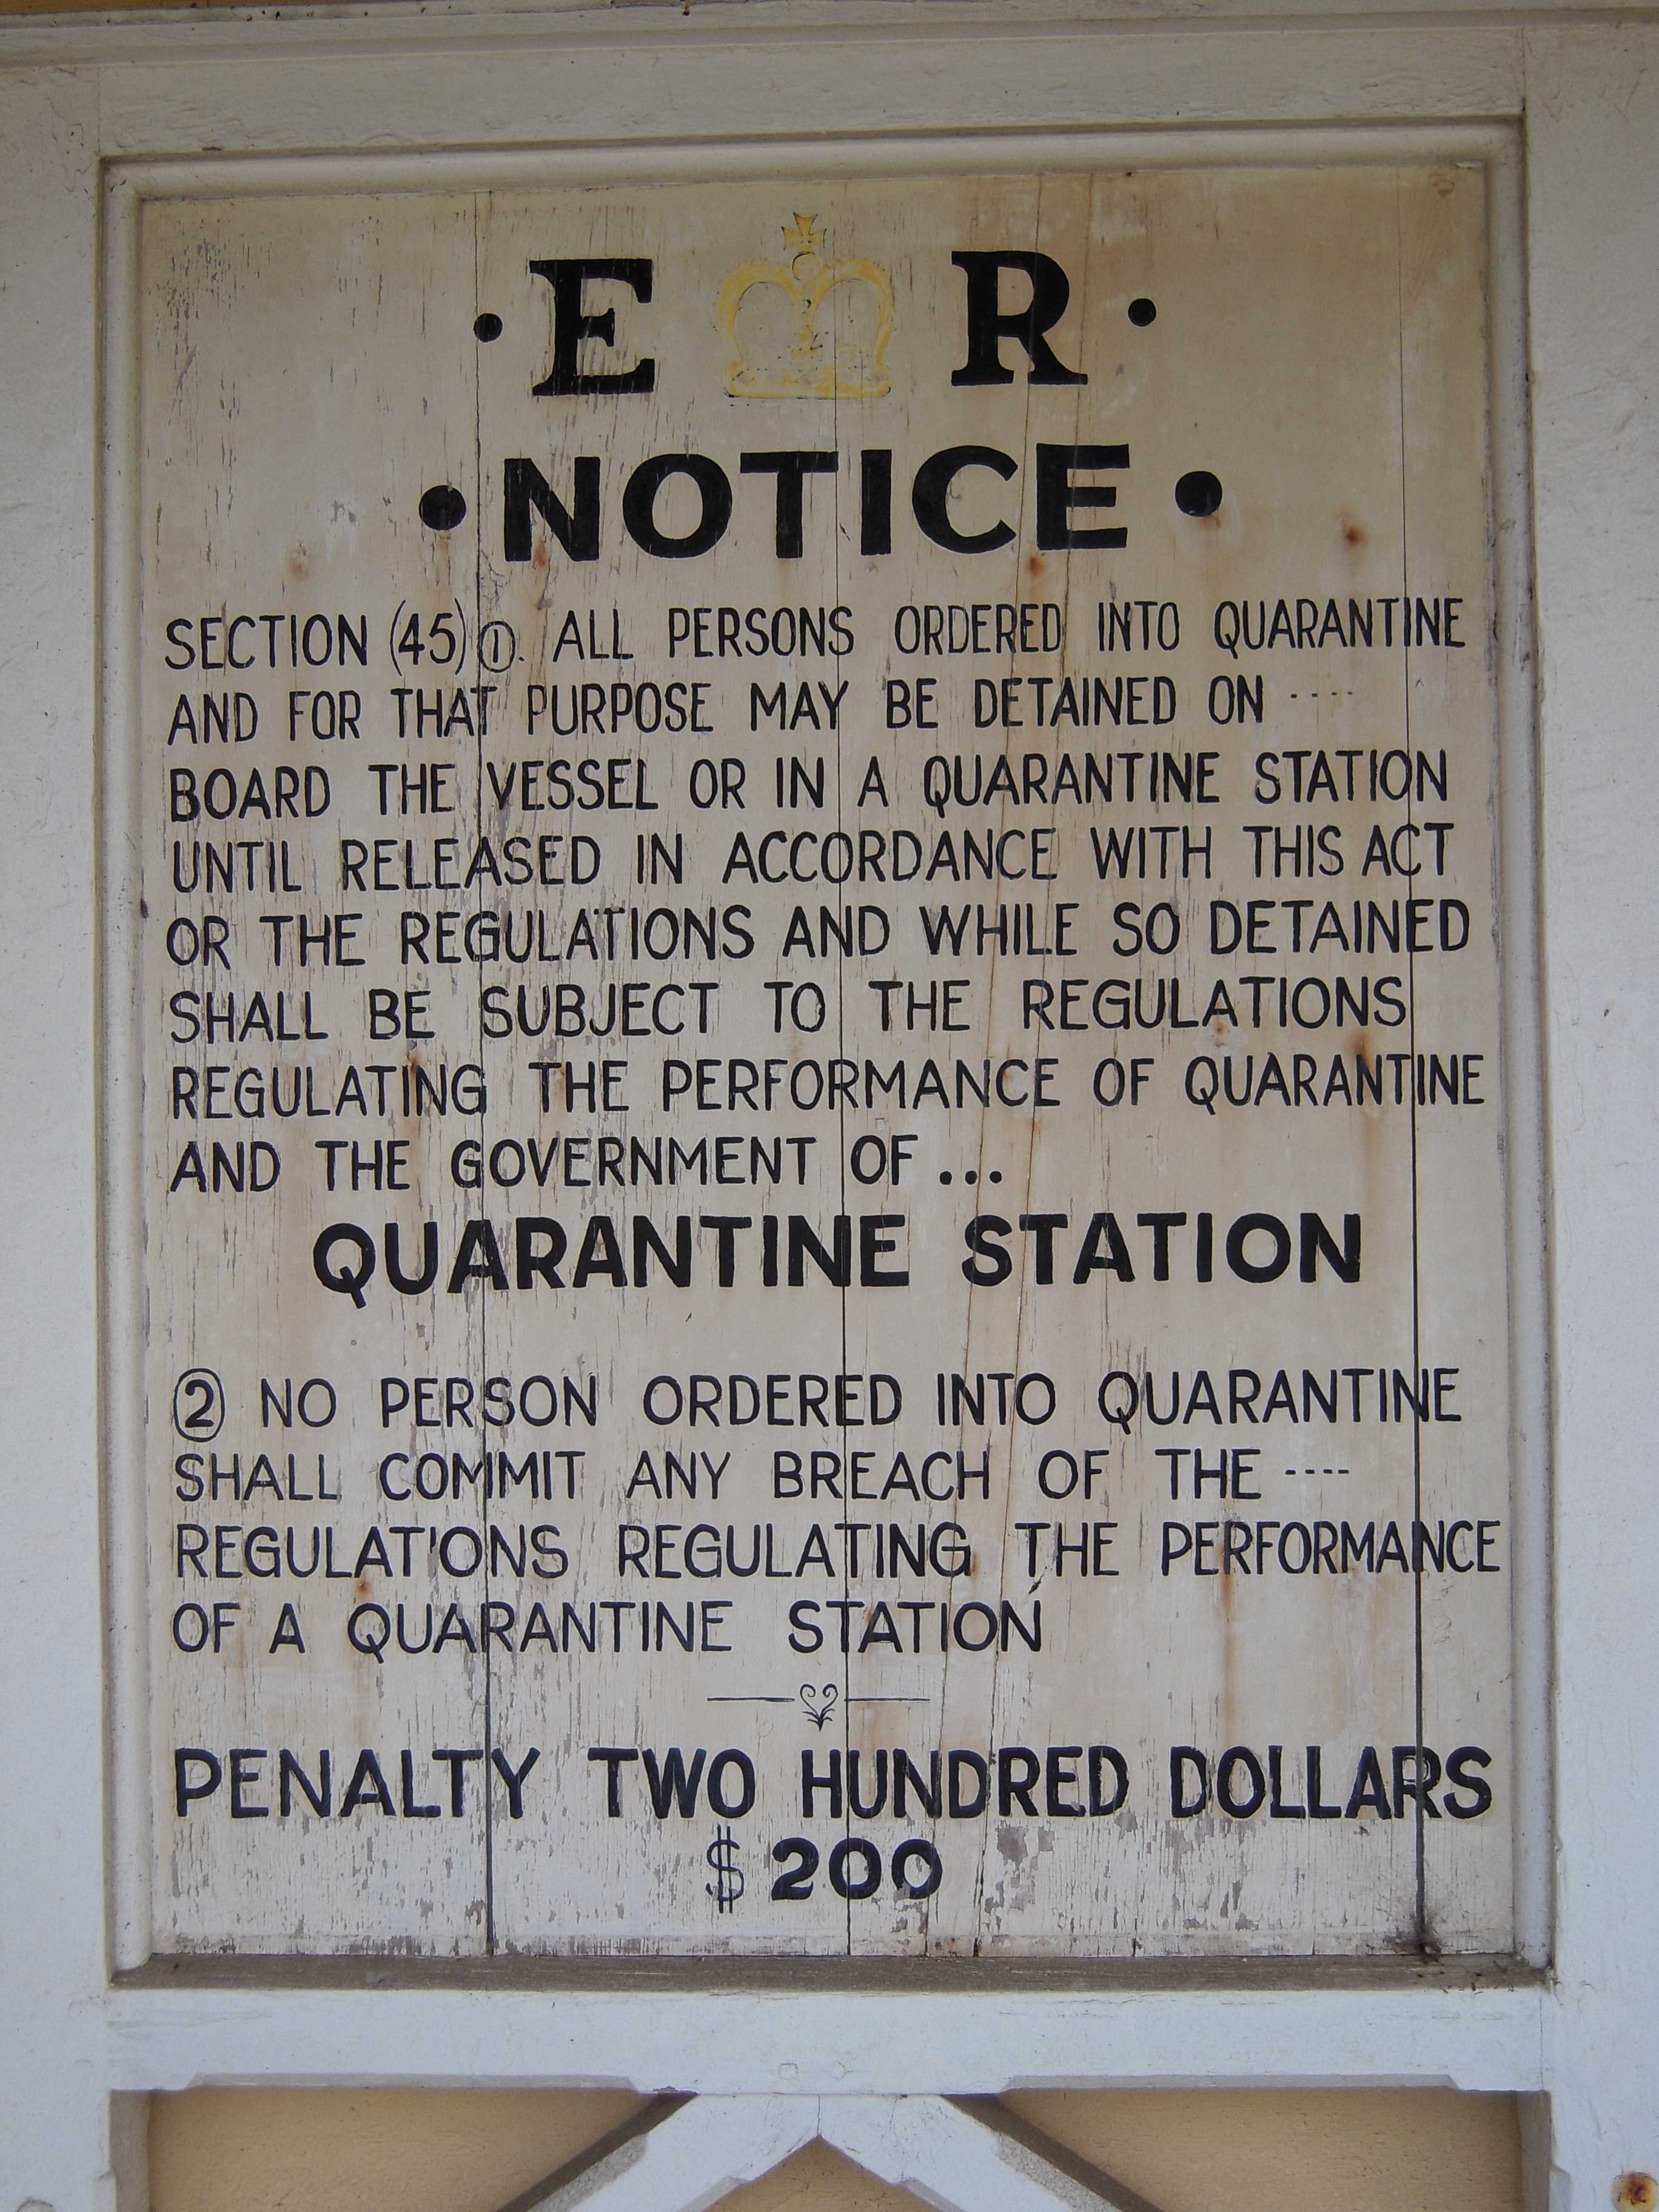 · E R ·
• NOTICE •
SECTION (45) ①. ALL PERSONS ORDERED INTO QUARANTINE
AND FOR THAT PURPOSE MAY BE DETAINED ON ----
BOARD THE VESSEL OR IN A QUARANTINE STATION
UNTIL RELEASED IN ACCORDANCE WITH THIS ACT
OR THE REGULATIONS AND WHILE SO DETAINED
SHALL BE SUBJECT TO THE REGULATIONS
REGULATING THE PERFORMANCE OF QUARANTINE
AND THE GOVERNMENT OF ...
QUARANTINE STATION
② NO PERSON ORDERED INTO QUARANTINE
SHALL COMMIT ANY BREACH OF THE ----
REGULAT'ONS REGULATING THE PERFORMANCE
OF A QUARANTINE STATION
PENALTY TWO HUNDRED DOLLARS
$ 200